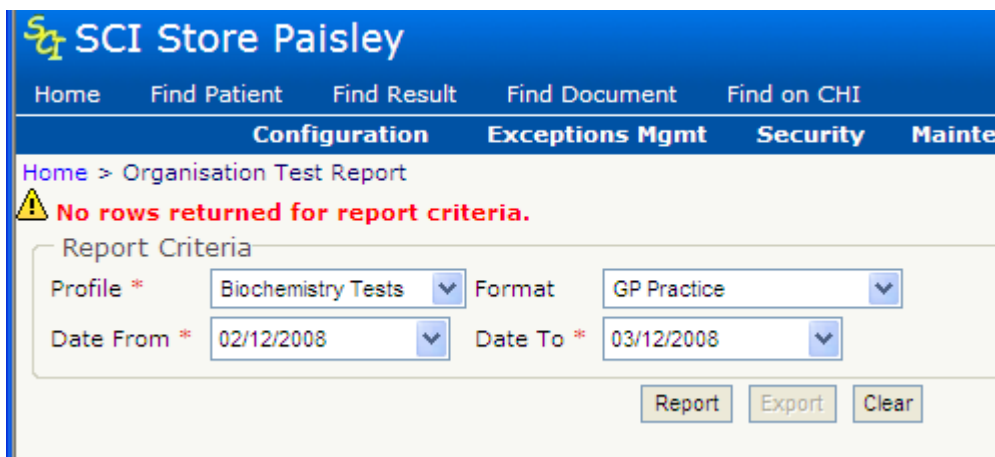 SCI SCI Store Paisley
Home Find Patient Find Result Find Document Find on CHI
Configuration Exceptions Mgmt Security Mainte
Home > Organisation Test Report
No rows returned for report criteria.
Report Criteria
Profile * Biochemistry Tests Format GP Practice
Date From * 02/12/2008 Date To * 03/12/2008
Report Export Clear